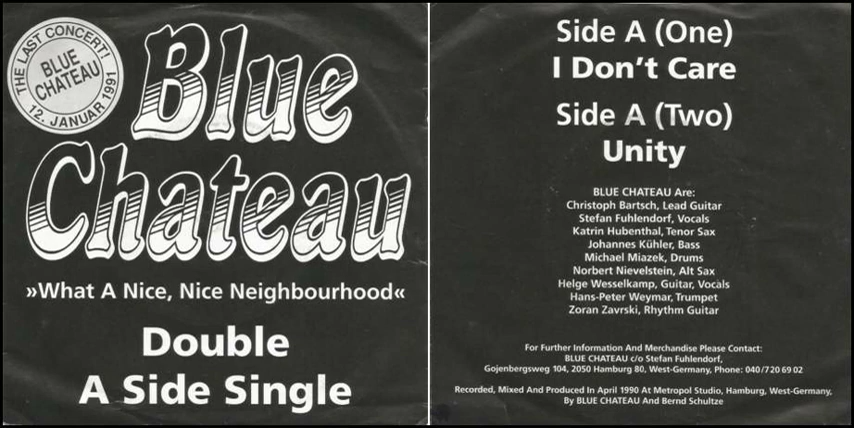 THE LAST CONCERT!
BLUE
CHATEAU
12. JANUAR 1991
Blue
Chateau
»What A Nice, Nice Neighbourhood«
Double
A Side Single
Side A (One)
I Don't Care
Side A (Two)
Unity
BLUE CHATEAU Are:
Christoph Bartsch, Lead Guitar
Stefan Fuhlendorf, Vocals
Katrin Hubenthal, Tenor Sax
Johannes Kühler, Bass
Michael Miazek, Drums
Norbert Nievelstein, Alt Sax
Helge Wesselkamp, Guitar, Vocals
Hans-Peter Weymar, Trumpet
Zoran Zavrski, Rhythm Guitar
For Further Information And Merchandise Please Contact:
BLUE CHATEAU c/o Stefan Fuhlendorf,
Gojenbergsweg 104, 2050 Hamburg 80, West-Germany, Phone: 040/720 69 02
Recorded, Mixed And Produced In April 1990 At Metropol Studio, Hamburg, West-Germany,
By BLUE CHATEAU And Bernd Schultze